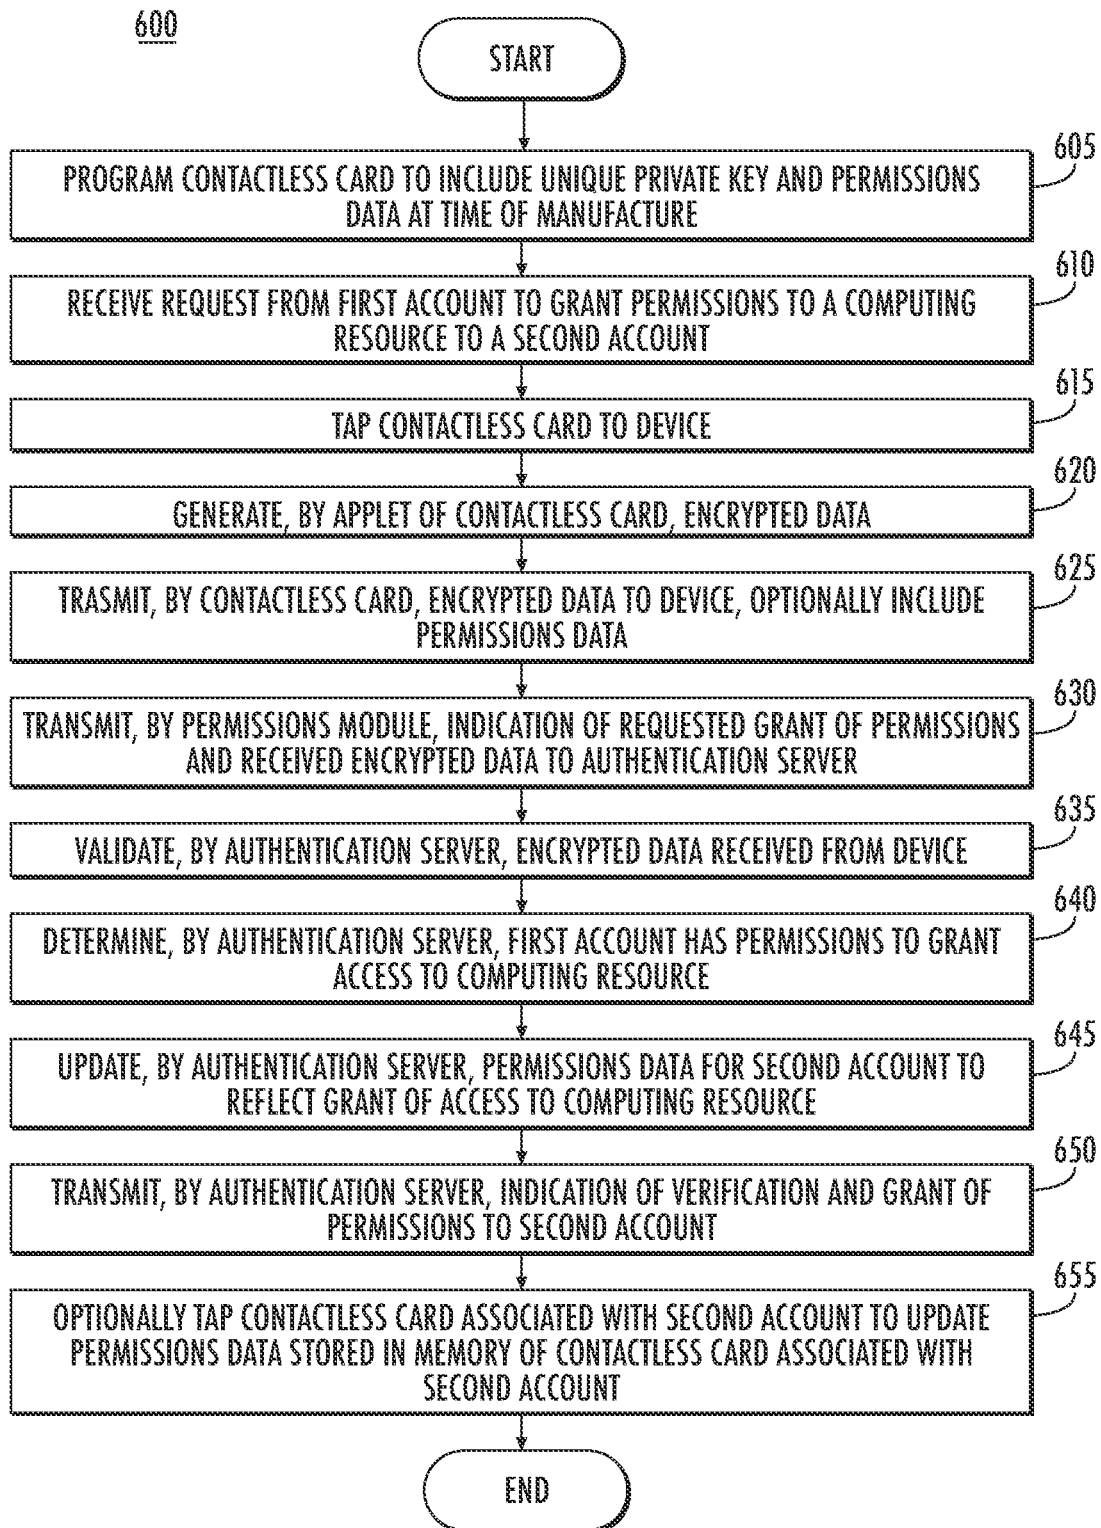 600
START
605
PROGRAM CONTACTLESS CARD TO INCLUDE UNIQUE PRIVATE KEY AND PERMISSIONS
DATA AT TIME OF MANUFACTURE
610
RECEIVE REQUEST FROM FIRST ACCOUNT TO GRANT PERMISSIONS TO A COMPUTING
RESOURCE TO A SECOND ACCOUNT
615
TAP CONTACTLESS CARD TO DEVICE
620
GENERATE, BY APPLET OF CONTACTLESS CARD, ENCRYPTED DATA
625
TRASMIT, BY CONTACTLESS CARD, ENCRYPTED DATA TO DEVICE, OPTIONALLY INCLUDE
PERMISSIONS DATA
630
TRANSMIT, BY PERMISSIONS MODULE, INDICATION OF REQUESTED GRANT OF PERMISSIONS
AND RECEIVED ENCRYPTED DATA TO AUTHENTICATION SERVER
635
VALIDATE, BY AUTHENTICATION SERVER, ENCRYPTED DATA RECEIVED FROM DEVICE
640
DETERMINE, BY AUTHENTICATION SERVER, FIRST ACCOUNT HAS PERMISSIONS TO GRANT
ACCESS TO COMPUTING RESOURCE
645
UPDATE, BY AUTHENTICATION SERVER, PERMISSIONS DATA FOR SECOND ACCOUNT TO
REFLECT GRANT OF ACCESS TO COMPUTING RESOURCE
650
TRANSMIT, BY AUTHENTICATION SERVER, INDICATION OF VERIFICATION AND GRANT OF
PERMISSIONS TO SECOND ACCOUNT
655
OPTIONALLY TAP CONTACTLESS CARD ASSOCIATED WITH SECOND ACCOUNT TO UPDATE
PERMISSIONS DATA STORED IN MEMORY OF CONTACTLESS CARD ASSOCIATED WITH
SECOND ACCOUNT
END